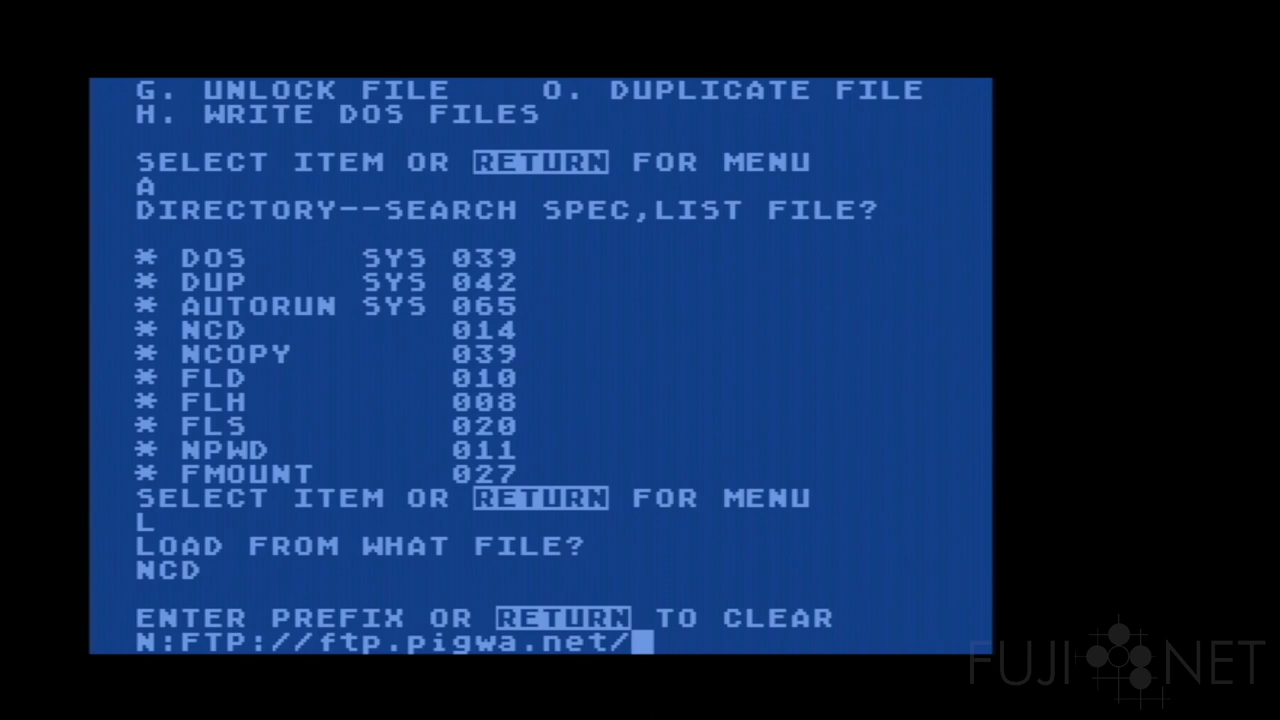 G. UNLOCK FILE    O. DUPLICATE FILE
H. WRITE DOS FILES
SELECT ITEM OR RETURN FOR MENU
A
DIRECTORY--SEARCH SPEC,LIST FILE?
* DOS     SYS 039
* DUP     SYS 042
* AUTORUN SYS 065
* NCD         014
* NCOPY       039
* FLD         010
* FLH         008
* FLS         020
* NPWD        011
* FMOUNT      027
SELECT ITEM OR RETURN FOR MENU
L
LOAD FROM WHAT FILE?
NCD
ENTER PREFIX OR RETURN TO CLEAR
N:FTP://ftp.pigwa.net/
FUJI NET